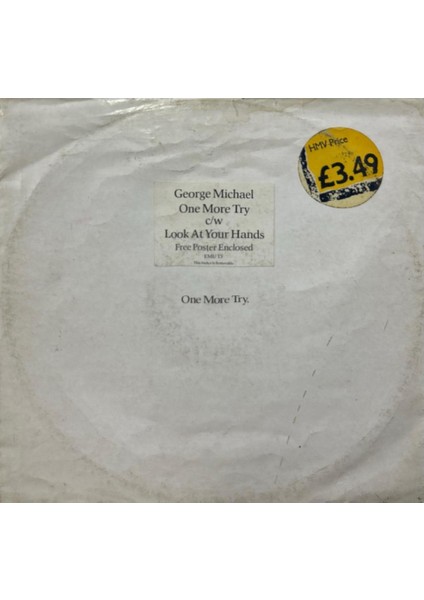 HMV Price
£3.49
George Michael
One More Try
c/w
Look At Your Hands
Free Poster Enclosed
One More Try.